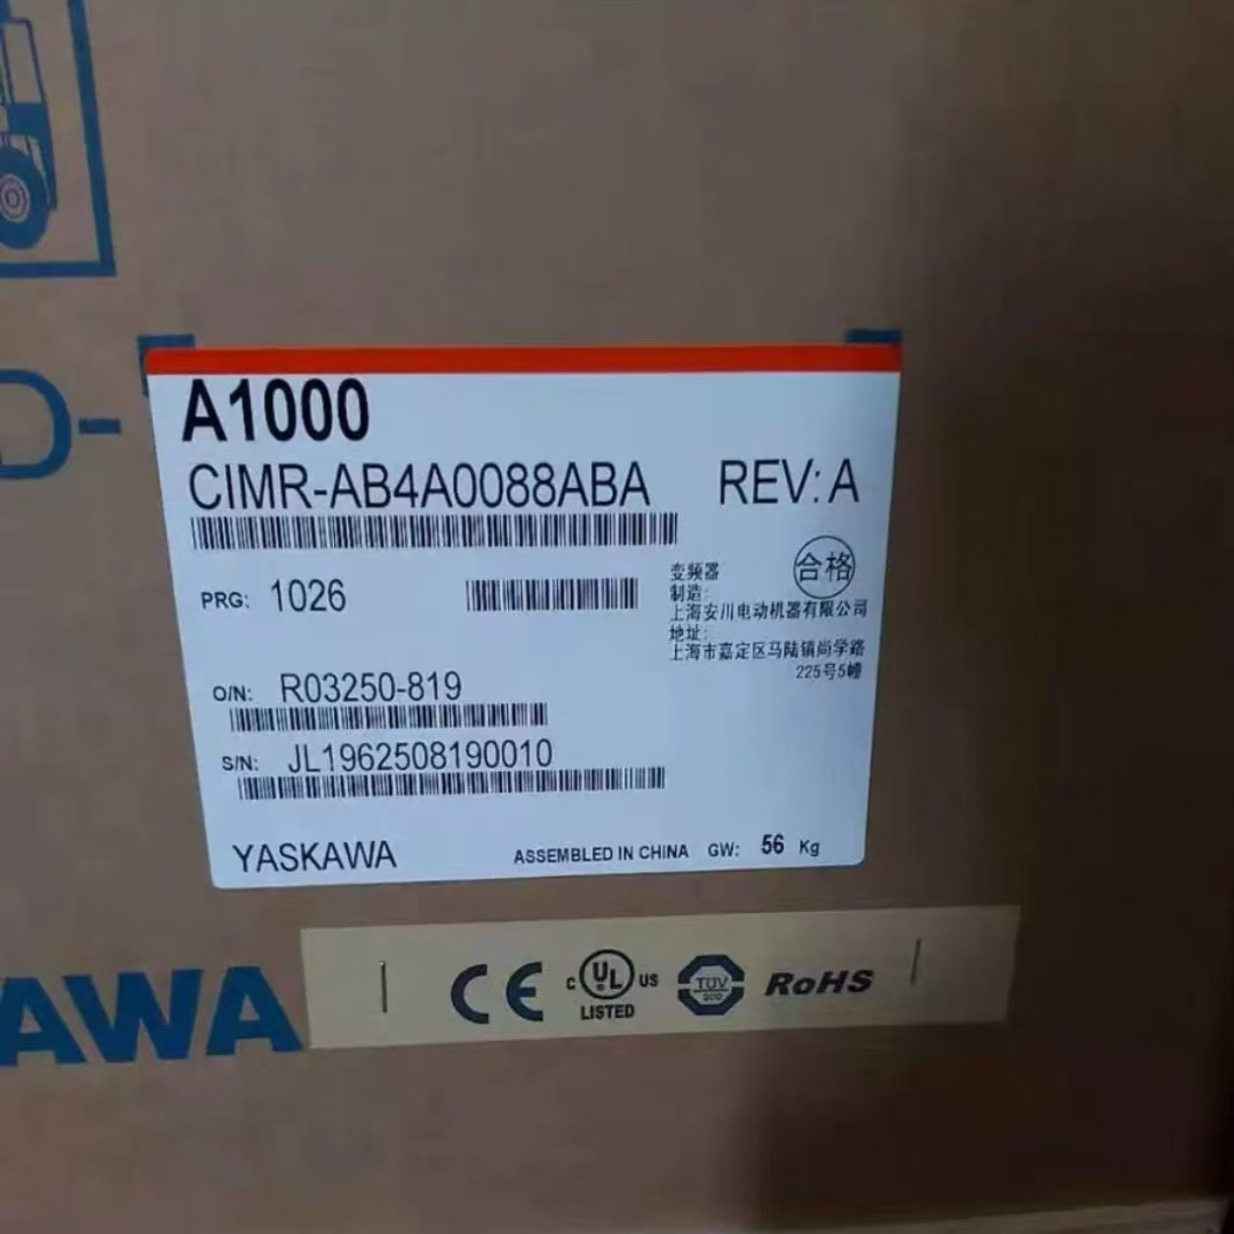 D-
A1000
CIMR-AB4A0088ABA REV: A
PRG: 1026
变频器
合格
制造:
上海安川电动机器有限公司
地址:
上海市嘉定区马陆镇尚学路
225号5幢
O/N: R03250-819
S/N: JL1962508190010
YASKAWA ASSEMBLED IN CHINA GW: 56 Kg
AWA
CE C UL US LISTED TUV RoHS